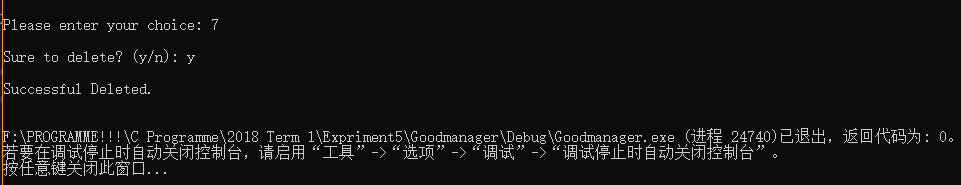 Please enter your choice: 7
Sure to delete? (y/n): y
Successful Deleted.
F:\PROGRAMME!!!\C Programme\2018 Term 1\Expriment5\Goodmanager\Debug\Goodmanager.exe (进程 24740)已退出，返回代码为: 0。
若要在调试停止时自动关闭控制台，请启用“工具”->“选项”->“调试”->“调试停止时自动关闭控制台”。
按任意键关闭此窗口...